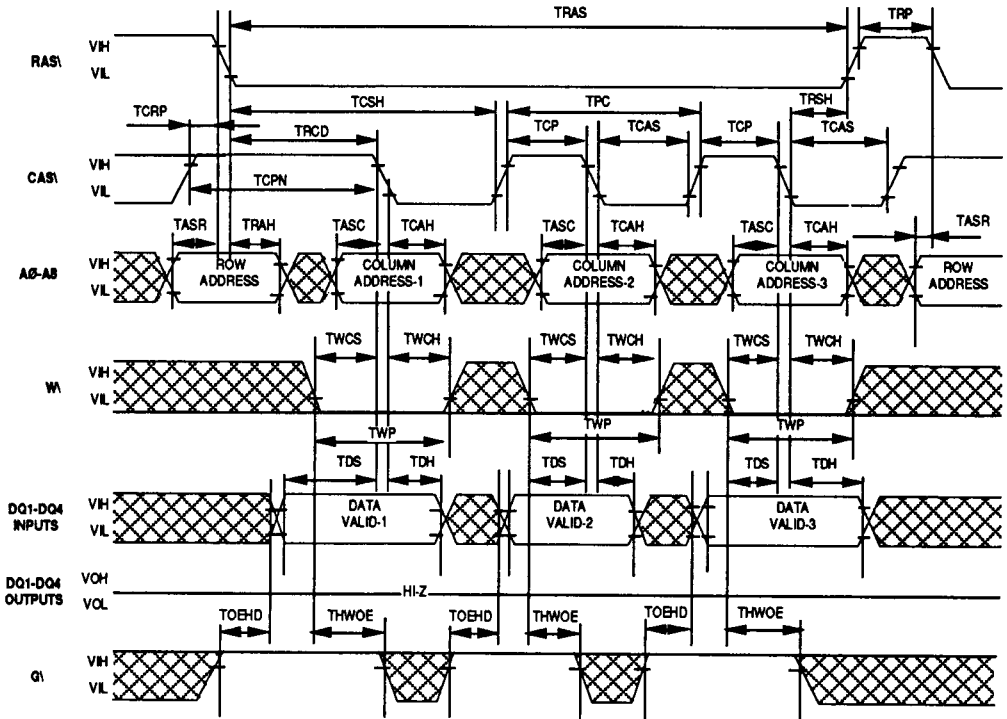 TRAS
TRP
RAS\
VIH
VIL
TCRP
TCSH
TPC
TRSH
TRCD
TCP
TCAS
TCP
TCAS
CAS\
VIH
VIL
TCPN
TASR
TRAH
TASC
TCAH
TASC
TCAH
TASC
TCAH
TASR
AØ-A8
VIH
VIL
ROW
ADDRESS
COLUMN
ADDRESS-1
COLUMN
ADDRESS-2
COLUMN
ADDRESS-3
ROW
ADDRESS
TWCS
TWCH
TWCS
TWCH
TWCS
TWCH
W\
VIH
VIL
TWP
TWP
TWP
TDS
TDH
TDS
TDH
TDS
TDH
DQ1-DQ4
INPUTS
VIH
VIL
DATA
VALID-1
DATA
VALID-2
DATA
VALID-3
DQ1-DQ4
OUTPUTS
VOH
VOL
HI-Z
TOEHD
THWOE
TOEHD
THWOE
TOEHD
THWOE
G\
VIH
VIL